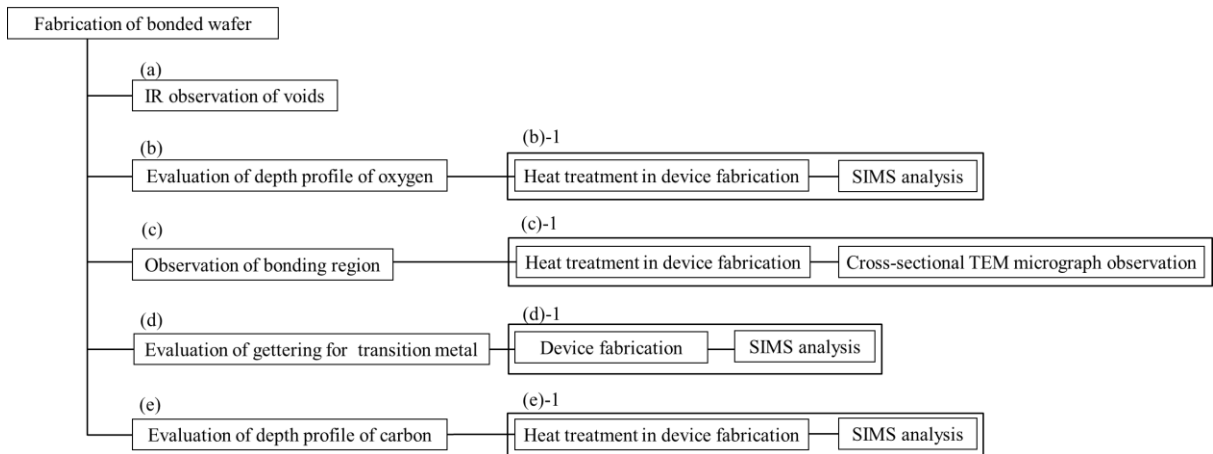 Fabrication of bonded wafer
(a)
IR observation of voids
(b)
Evaluation of depth profile of oxygen
(b)-1
Heat treatment in device fabrication
SIMS analysis
(c)
Observation of bonding region
(c)-1
Heat treatment in device fabrication
Cross-sectional TEM micrograph observation
(d)
Evaluation of gettering for transition metal
(d)-1
Device fabrication
SIMS analysis
(e)
Evaluation of depth profile of carbon
(e)-1
Heat treatment in device fabrication
SIMS analysis